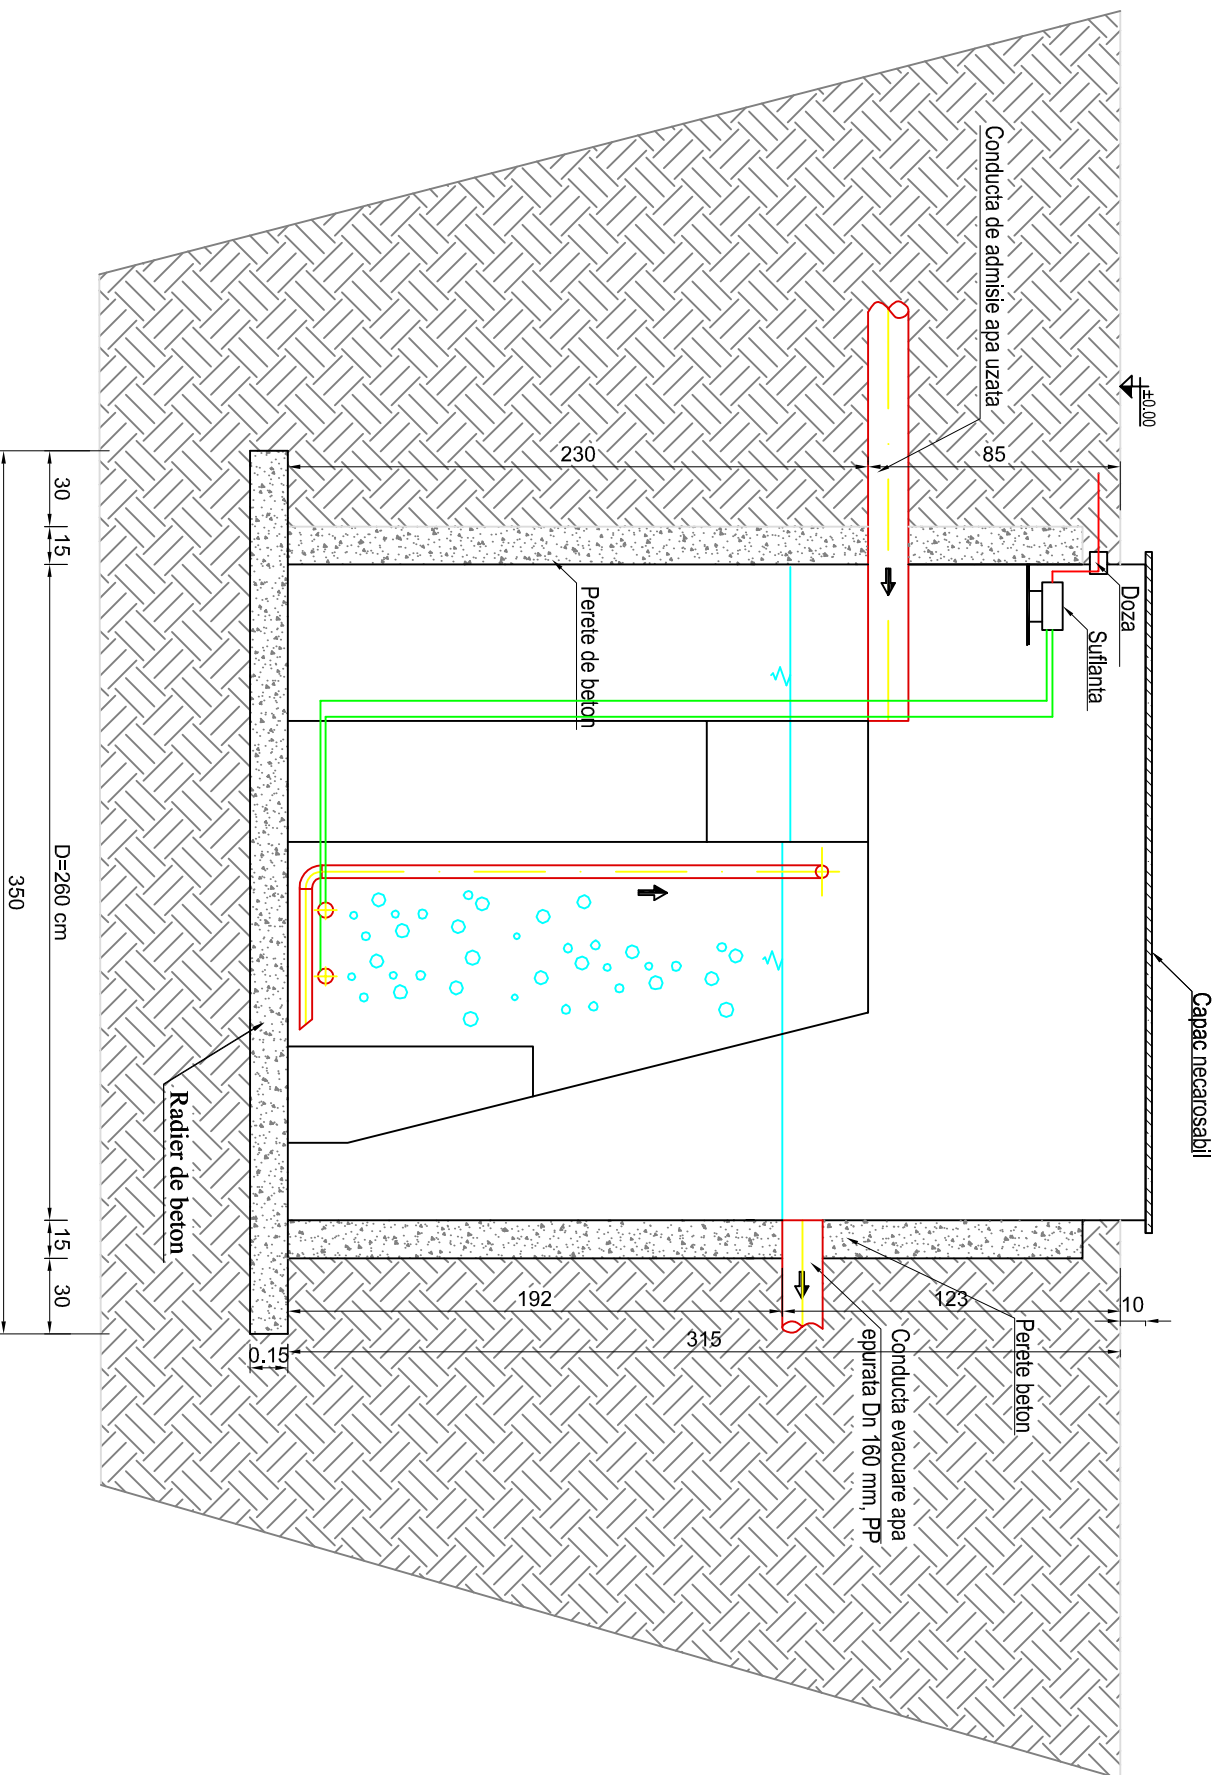 Capac necarosabil
±0.00
Doza
Suflanta
10
Conducta de admisie apa uzata
85
230
Perete de beton
Perete beton
Conducta evacuare apa
epurata Dn 160 mm, PP
123
192
315
0.15
Radier de beton
30
15
D=260 cm
15
30
350